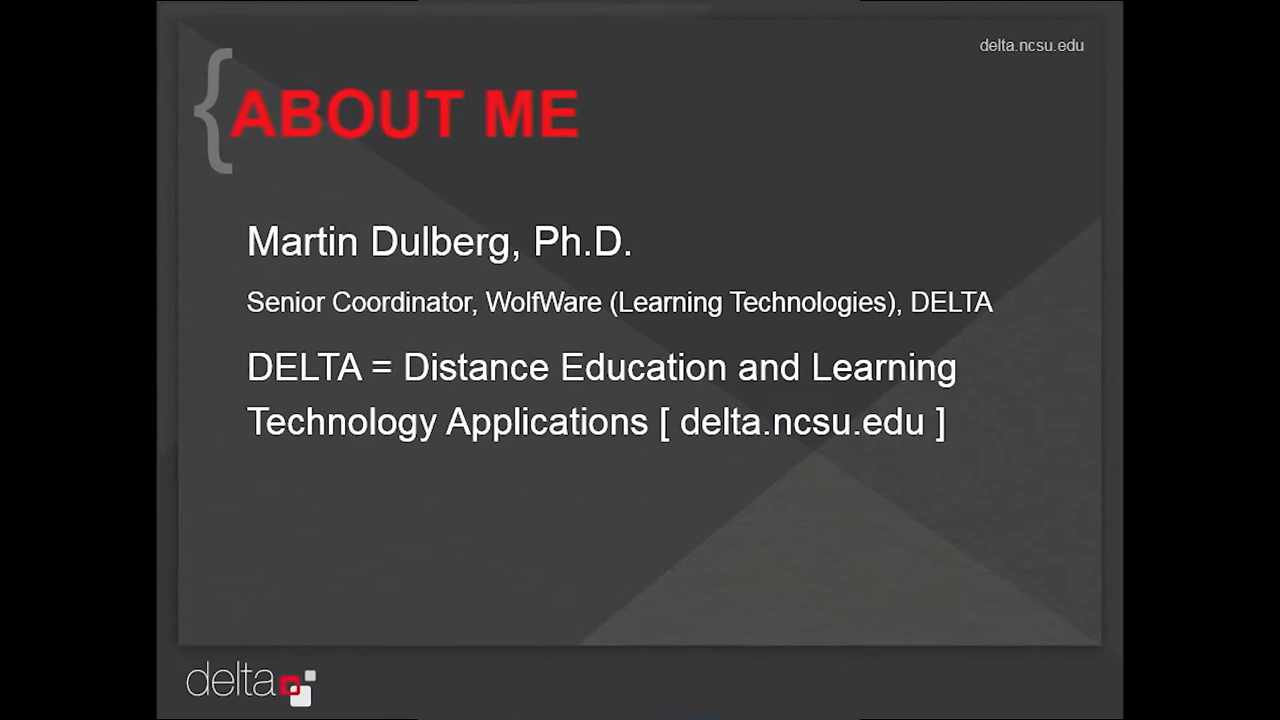 delta.ncsu.edu
{ABOUT ME
Martin Dulberg, Ph.D.
Senior Coordinator, WolfWare (Learning Technologies), DELTA
DELTA = Distance Education and Learning
Technology Applications [ delta.ncsu.edu ]
delta